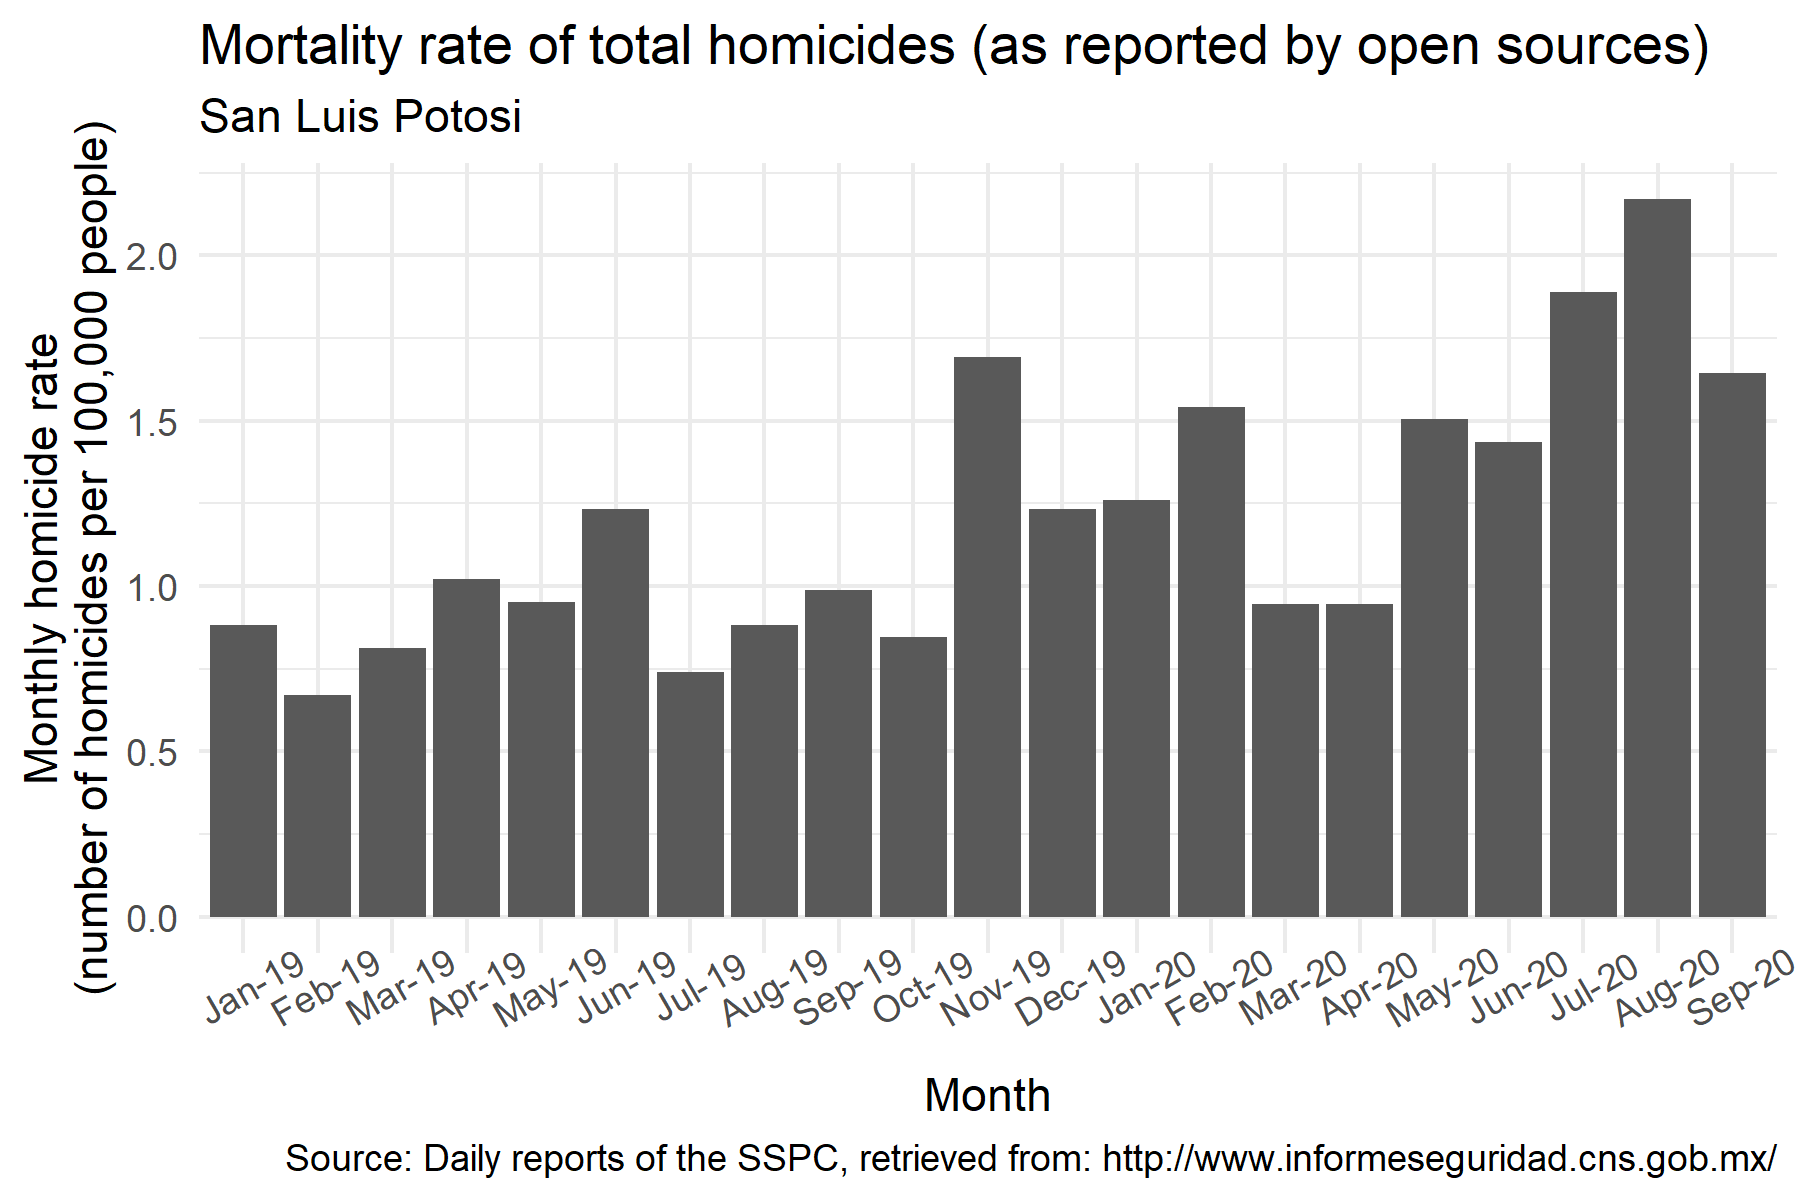 Mortality rate of total homicides (as reported by open sources)
San Luis Potosi
Monthly homicide rate
(number of homicides per 100,000 people)
2.0
1.5
1.0
0.5
0.0
Jan-19
Feb-19
Mar-19
Apr-19
May-19
Jun-19
Jul-19
Aug-19
Sep-19
Oct-19
Nov-19
Dec-19
Jan-20
Feb-20
Mar-20
Apr-20
May-20
Jun-20
Jul-20
Aug-20
Sep-20
Month
Source: Daily reports of the SSPC, retrieved from: http://www.informeseguridad.cns.gob.mx/